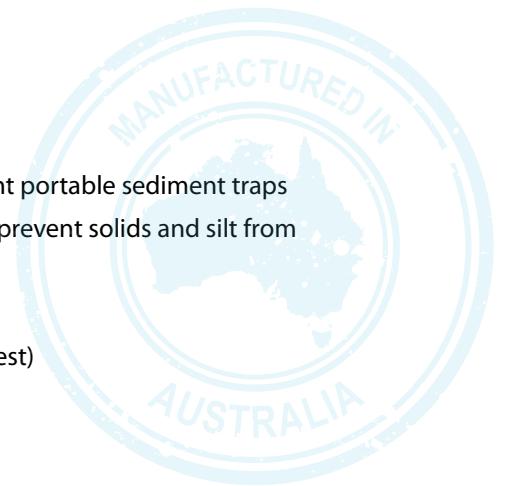 MANUFACTURED IN
nt portable sediment traps
prevent solids and silt from
est)
AUSTRALIA